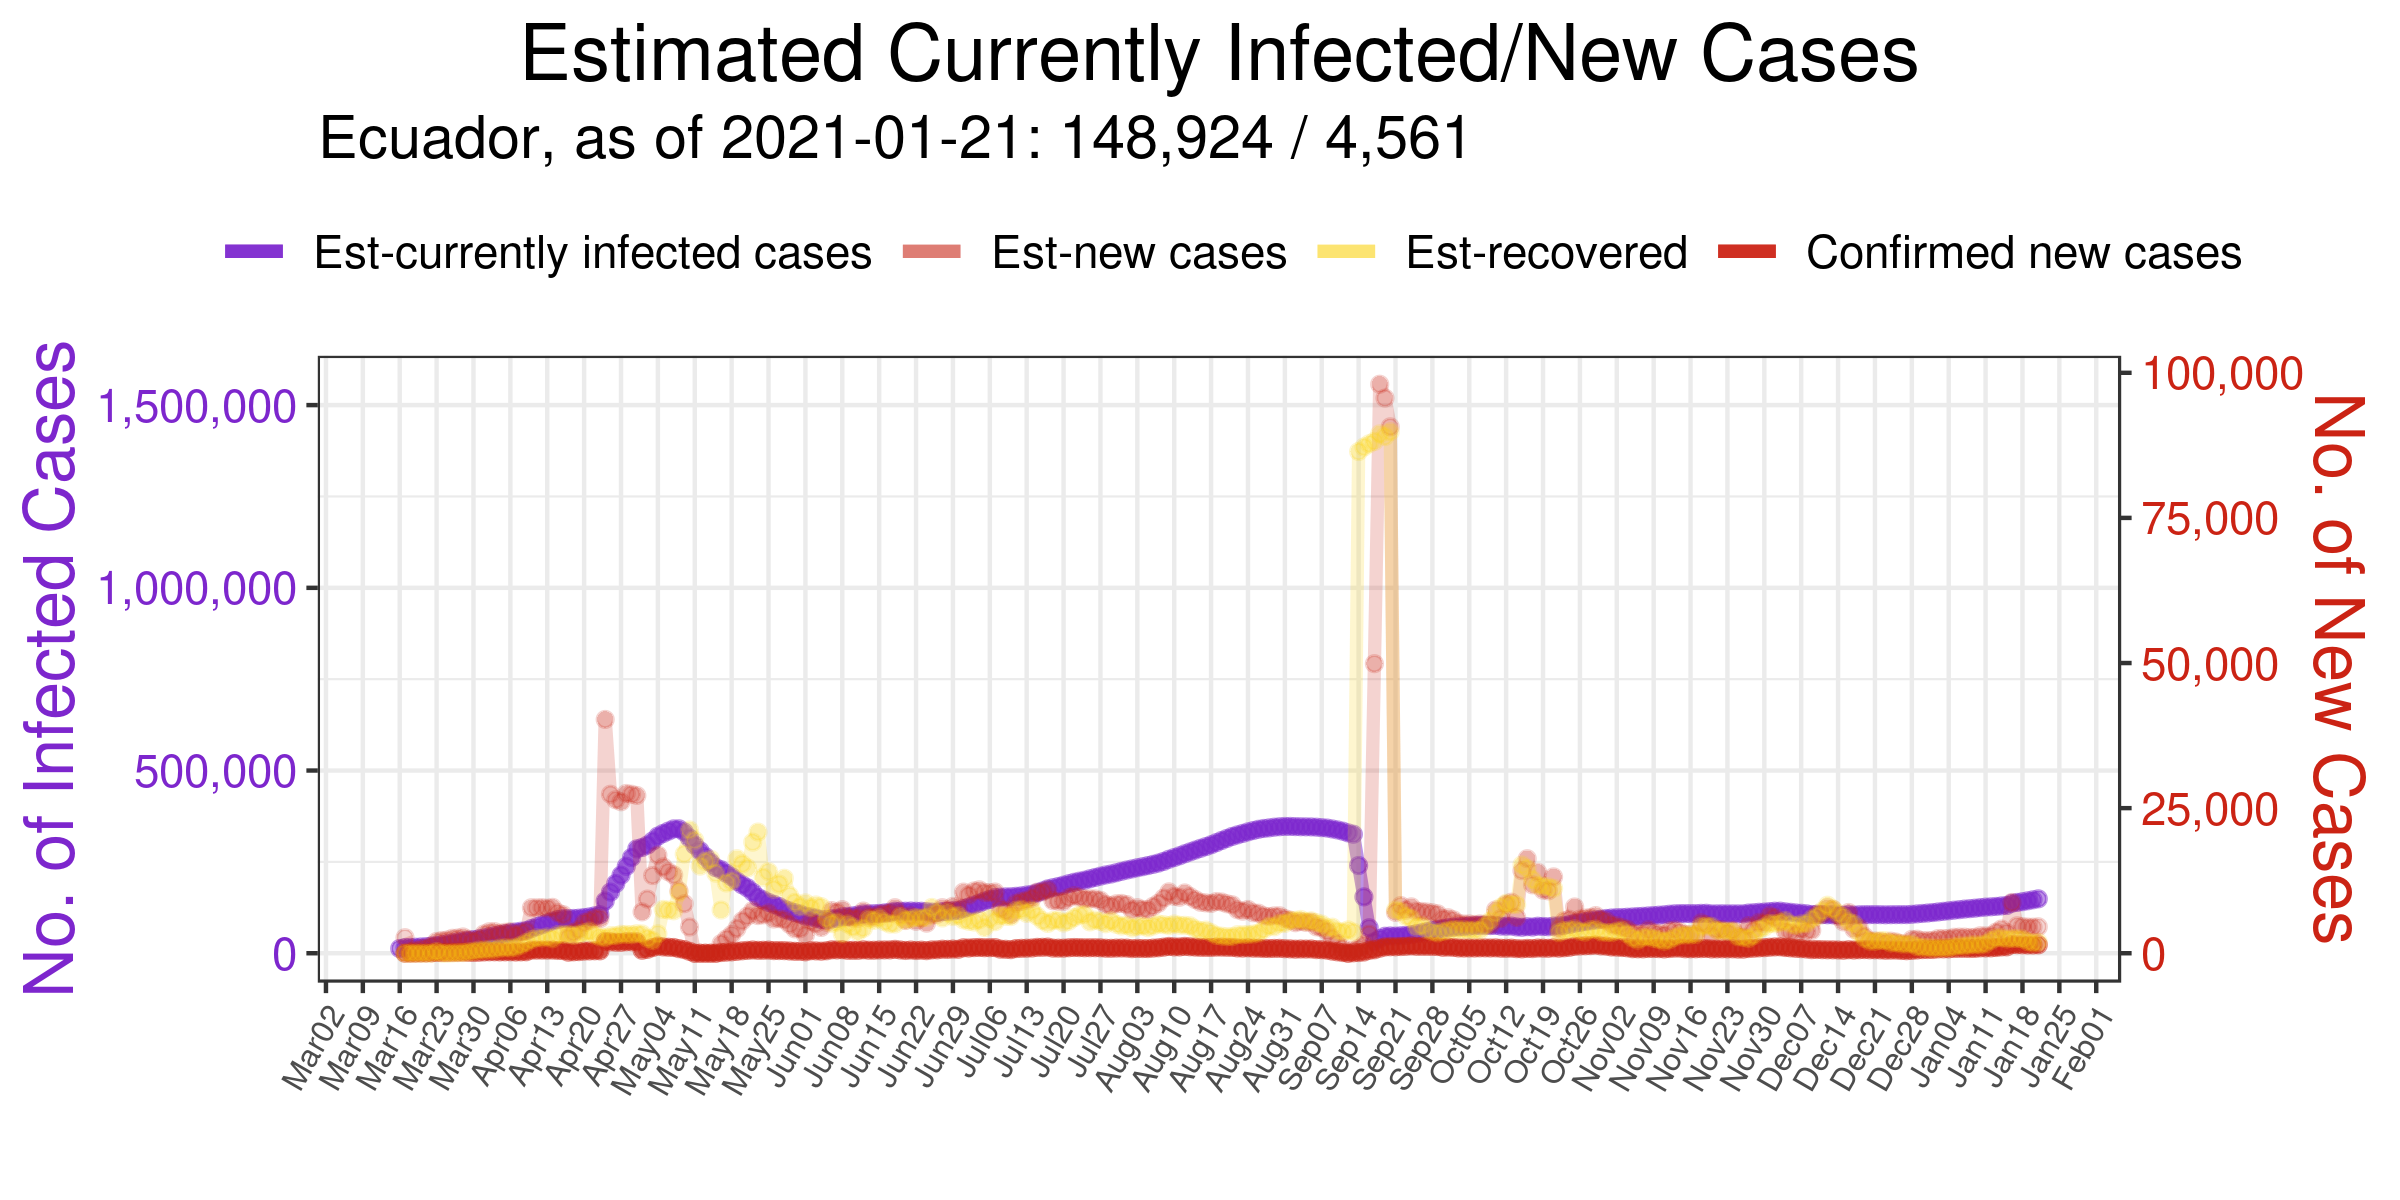 Estimated Currently Infected/New Cases
Ecuador, as of 2021-01-21: 148,924 / 4,561
Est-currently infected cases Est-new cases Est-recovered Confirmed new cases
No. of Infected Cases
1,500,000
1,000,000
500,000
0
100,000
75,000
50,000
25,000
0
No. of New Cases
Mar02 Mar09 Mar16 Mar23 Mar30 Apr06 Apr13 Apr20 Apr27 May04 May11 May18 May25 Jun01 Jun08 Jun15 Jun22 Jun29 Jul06 Jul13 Jul20 Jul27 Aug03 Aug10 Aug17 Aug24 Aug31 Sep07 Sep14 Sep21 Sep28 Oct05 Oct12 Oct19 Oct26 Nov02 Nov09 Nov16 Nov23 Nov30 Dec07 Dec14 Dec21 Dec28 Jan04 Jan11 Jan18 Jan25 Feb01